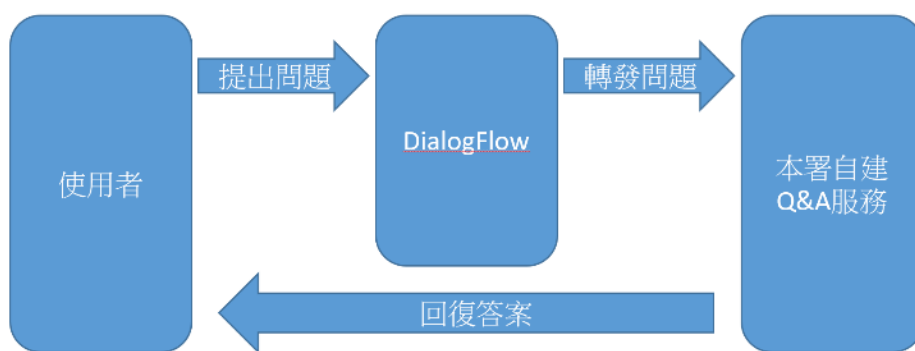 使用者
提出問題
DialogFlow
轉發問題
本署自建
Q&A服務
回復答案